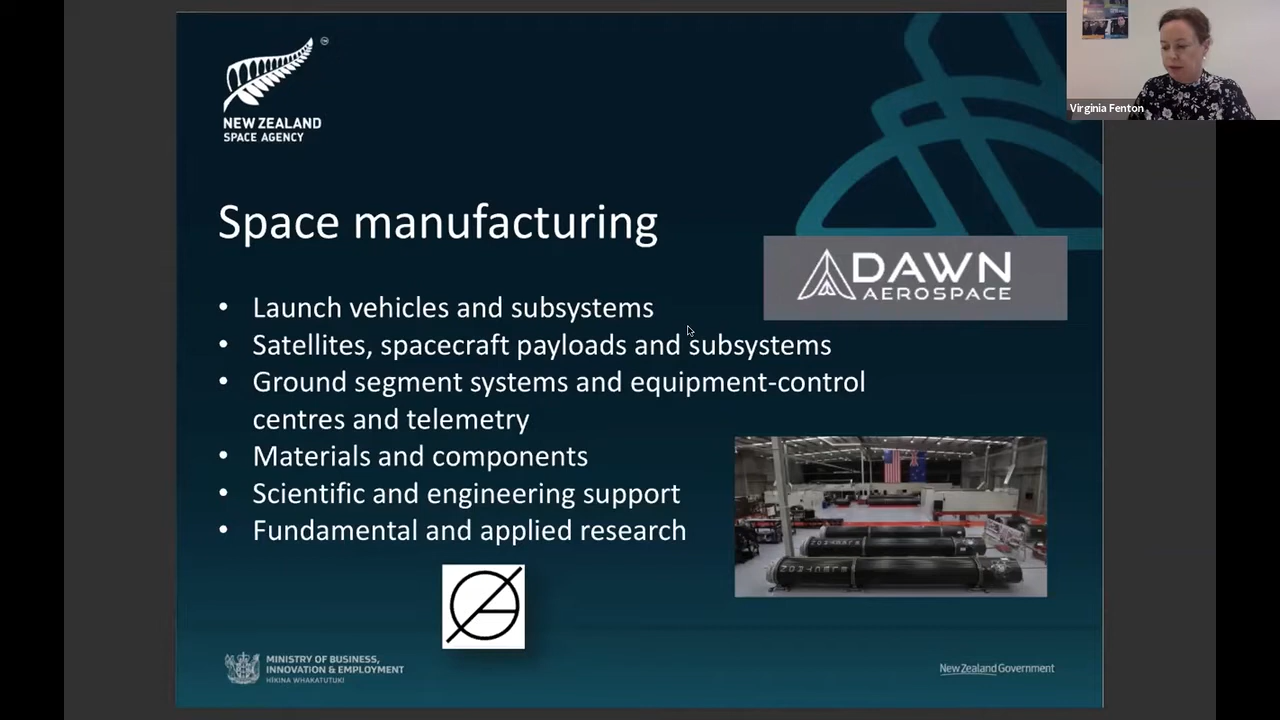 Virginia Fenton
NEW ZEALAND
SPACE AGENCY
Space manufacturing
DAWN
AEROSPACE
• Launch vehicles and subsystems
• Satellites, spacecraft payloads and subsystems
• Ground segment systems and equipment-control
centres and telemetry
• Materials and components
• Scientific and engineering support
• Fundamental and applied research
MINISTRY OF BUSINESS,
INNOVATION & EMPLOYMENT
HĪKINA WHAKATUTUKI
New Zealand Government